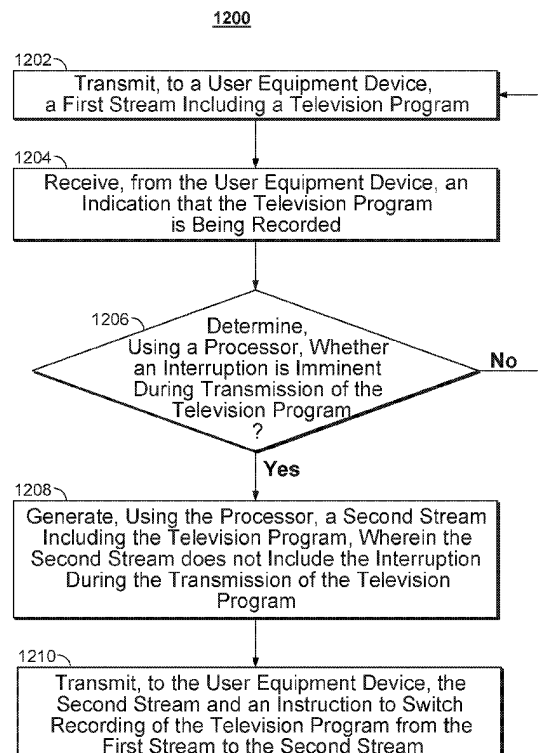 1200
1202
Transmit, to a User Equipment Device,
a First Stream Including a Television Program
1204
Receive, from the User Equipment Device, an
Indication that the Television Program
is Being Recorded
1206
Determine,
Using a Processor, Whether
an Interruption is Imminent
During Transmission of the
Television Program
?
No
Yes
1208
Generate, Using the Processor, a Second Stream
Including the Television Program, Wherein the
Second Stream does not Include the Interruption
During the Transmission of the Television
Program
1210
Transmit, to the User Equipment Device, the
Second Stream and an Instruction to Switch
Recording of the Television Program from the
First Stream to the Second Stream